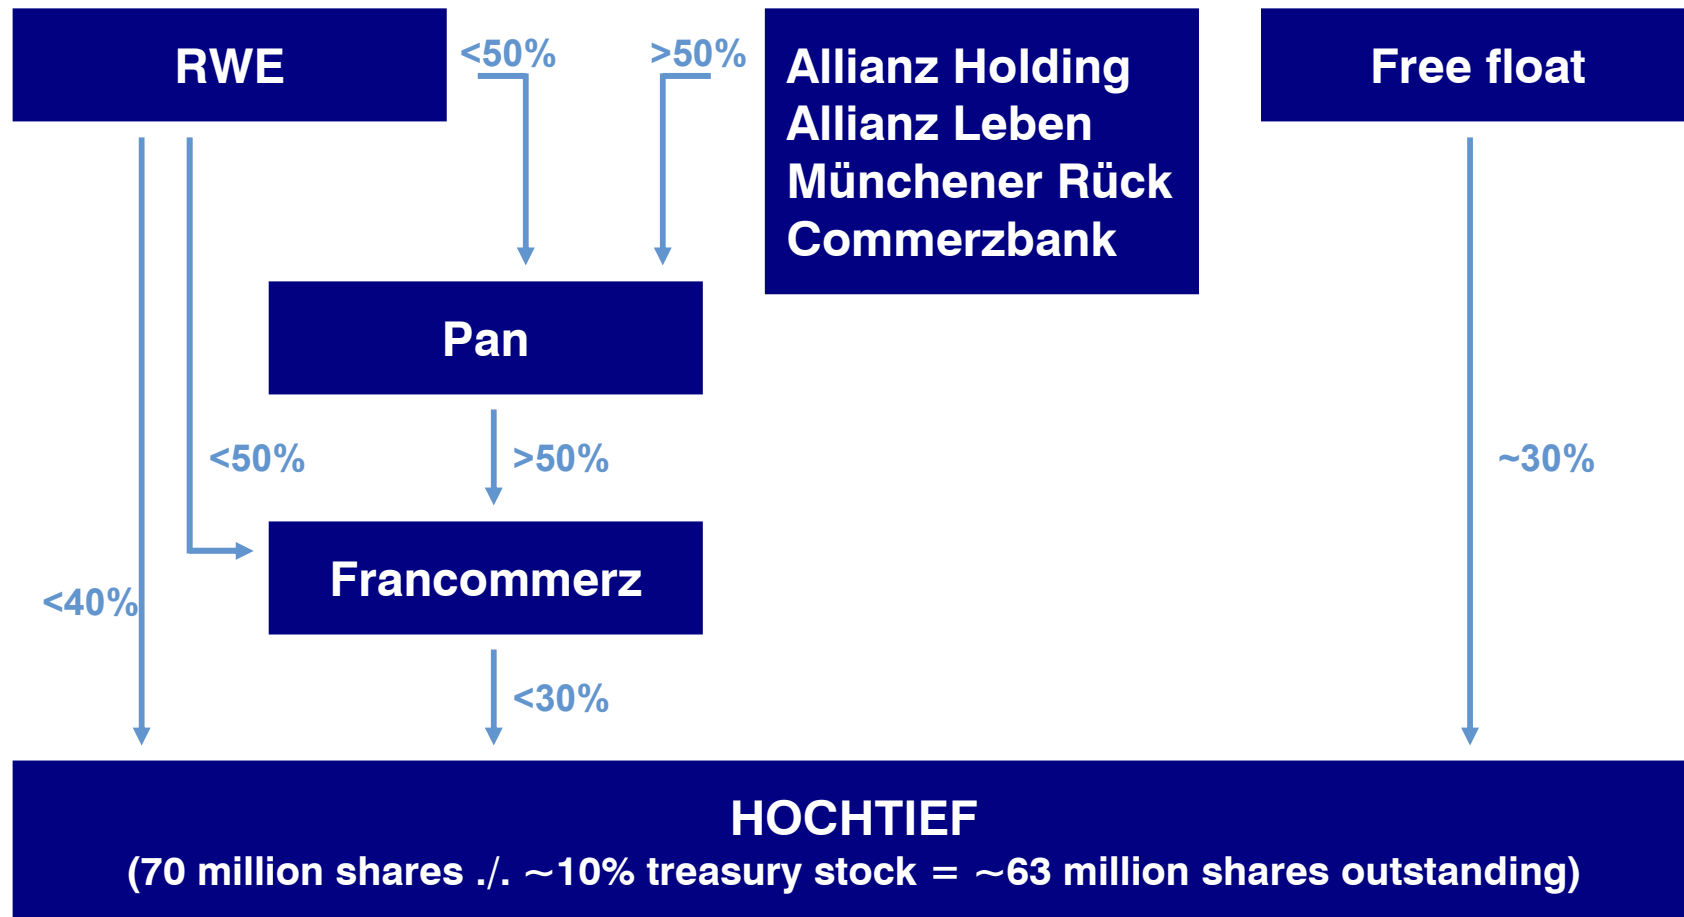 RWE
<50%
>50%
Allianz Holding
Allianz Leben
Münchener Rück
Commerzbank
Free float
Pan
<50%
>50%
~30%
Francommerz
<40%
<30%
HOCHTIEF
(70 million shares ./. ~10% treasury stock = ~63 million shares outstanding)